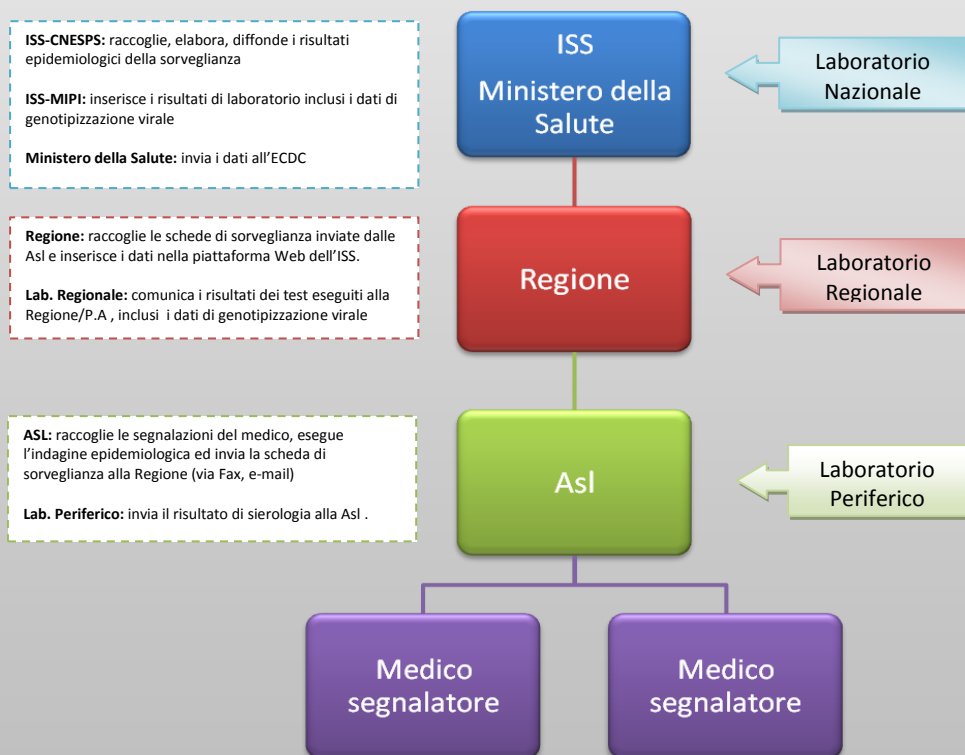 ISS-CNESPS: raccoglie, elabora, diffonde i risultati
epidemiologici della sorveglianza
ISS-MIPI: inserisce i risultati di laboratorio inclusi i dati di
genotipizzazione virale
Ministero della Salute: invia i dati all'ECDC
ISS
Ministero della
Salute
Laboratorio
Nazionale
Regione: raccoglie le schede di sorveglianza inviate dalle
Asl e inserisce i dati nella piattaforma Web dell'ISS.
Lab. Regionale: comunica i risultati dei test eseguiti alla
Regione/P.A , inclusi i dati di genotipizzazione virale
Regione
Laboratorio
Regionale
ASL: raccoglie le segnalazioni del medico, esegue
l'indagine epidemiologica ed invia la scheda di
sorveglianza alla Regione (via Fax, e-mail)
Lab. Periferico: invia il risultato di sierologia alla Asl .
Asl
Laboratorio
Periferico
Medico
segnalatore
Medico
segnalatore